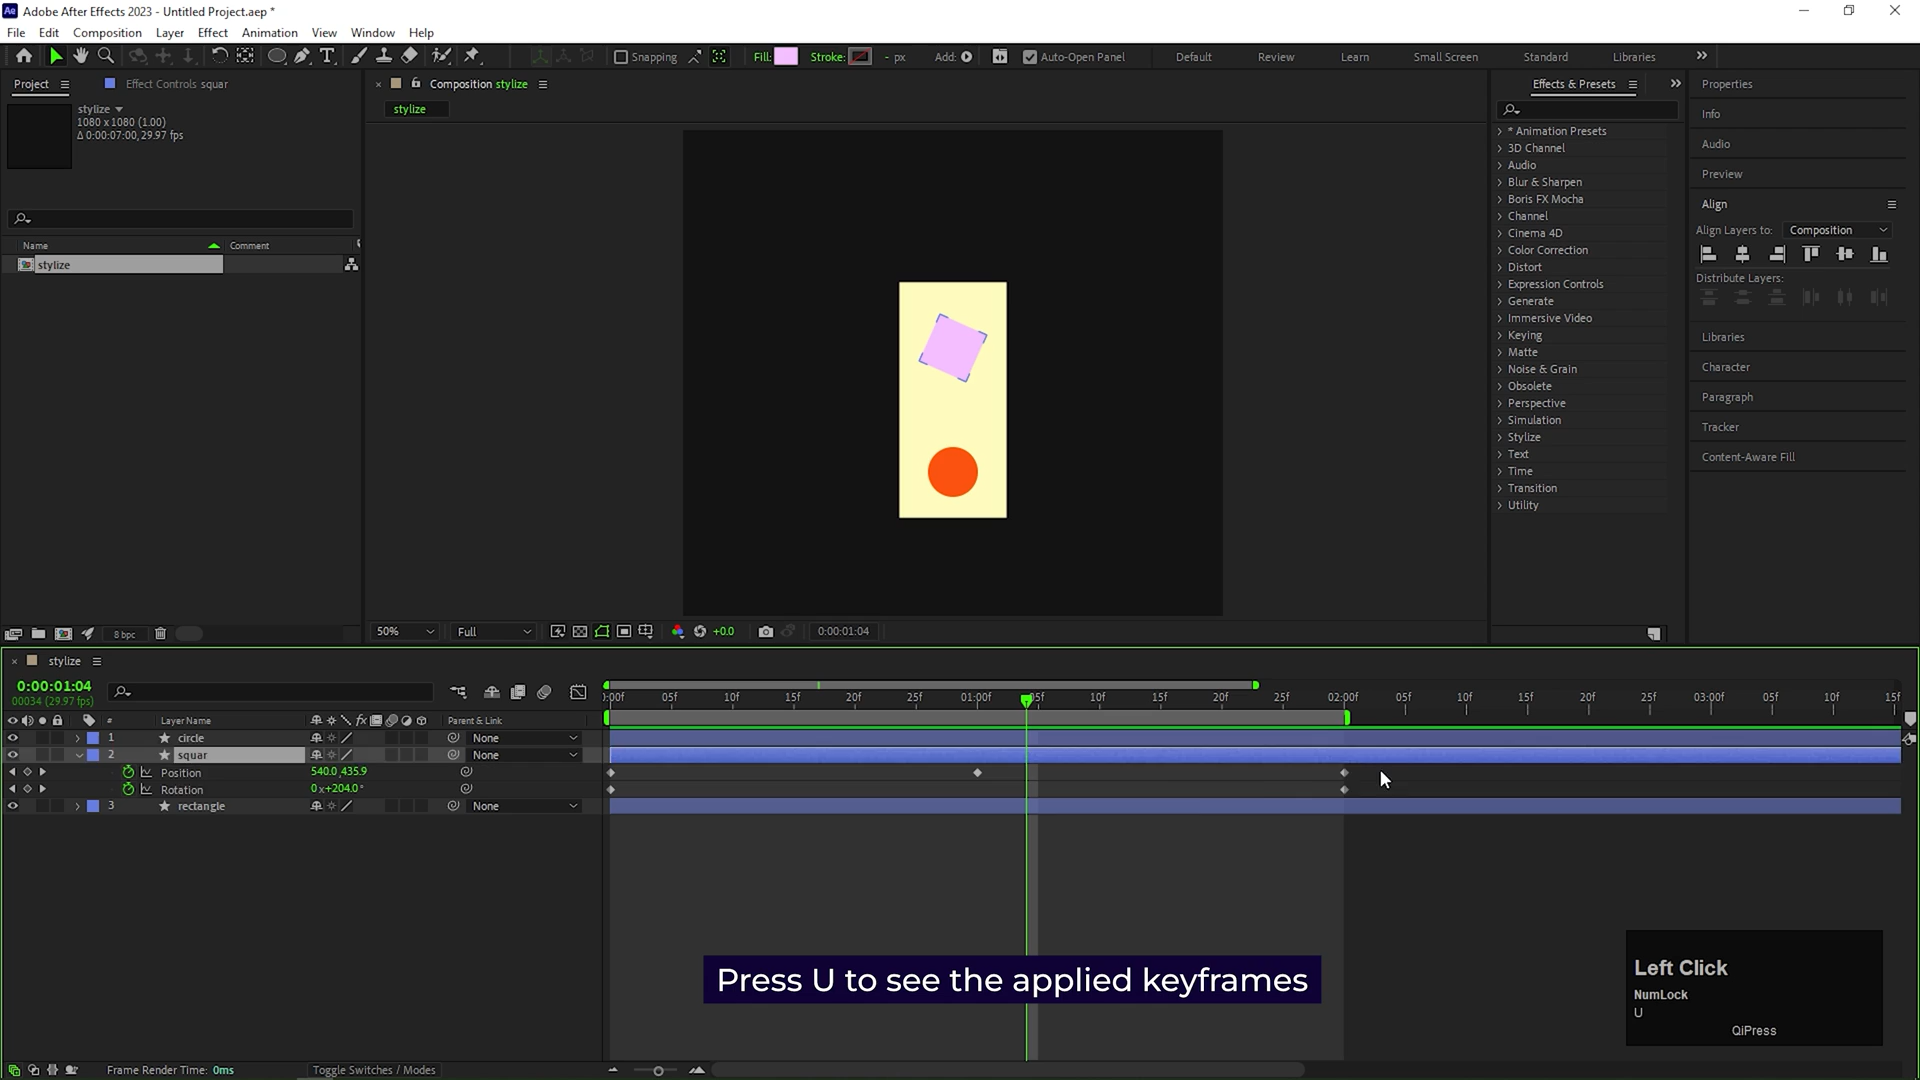 Adobe After Effects 2023 - Untitled Project.aep *
File Edit Composition Layer Effect Animation View Window Help
Snapping Fill: Stroke: - px Add: Auto-Open Panel Default Review Learn Small Screen Standard Libraries
Project Effect Controls squar
stylize
1080 x 1080 (1.00)
Δ 0:00:07:00, 29.97 fps
Name Comment
stylize
8 bpc
Composition stylize
stylize
50% Full +0.0 0:00:01:04
Effects & Presets
* Animation Presets
3D Channel
Audio
Blur & Sharpen
Boris FX Mocha
Channel
Cinema 4D
Color Correction
Distort
Expression Controls
Generate
Immersive Video
Keying
Matte
Noise & Grain
Obsolete
Perspective
Simulation
Stylize
Text
Time
Transition
Utility
Properties
Info
Audio
Preview
Align
Align Layers to: Composition
Distribute Layers:
Libraries
Character
Paragraph
Tracker
Content-Aware Fill
stylize
0:00:01:04
00034 (29.97 fps)
:00f 05f 10f 15f 20f 25f 01:00f 05f 10f 15f 20f 25f 02:00f 05f 10f 15f 20f 25f 03:00f 05f 10f 15f
# Layer Name fx Parent & Link
1 circle None
2 squar None
Position 540.0,435.9
Rotation 0x+204.0°
3 rectangle None
Press U to see the applied keyframes
Left Click
NumLock
U
QiPress
Frame Render Time: 0ms Toggle Switches / Modes